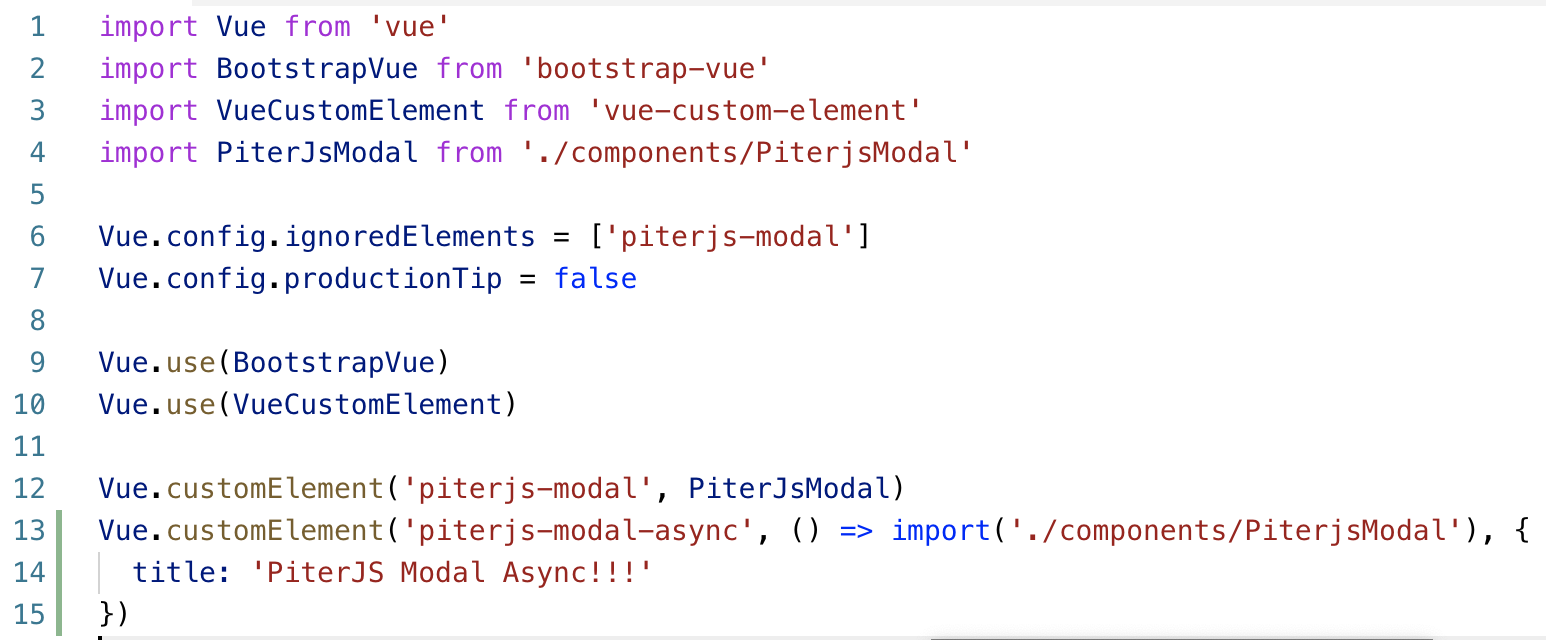 1 import Vue from 'vue'
2 import BootstrapVue from 'bootstrap-vue'
3 import VueCustomElement from 'vue-custom-element'
4 import PiterJsModal from './components/PiterjsModal'
5
6 Vue.config.ignoredElements = ['piterjs-modal']
7 Vue.config.productionTip = false
8
9 Vue.use(BootstrapVue)
10 Vue.use(VueCustomElement)
11
12 Vue.customElement('piterjs-modal', PiterJsModal)
13 Vue.customElement('piterjs-modal-async', () => import('./components/PiterjsModal'), {
14   title: 'PiterJS Modal Async!!!'
15 })